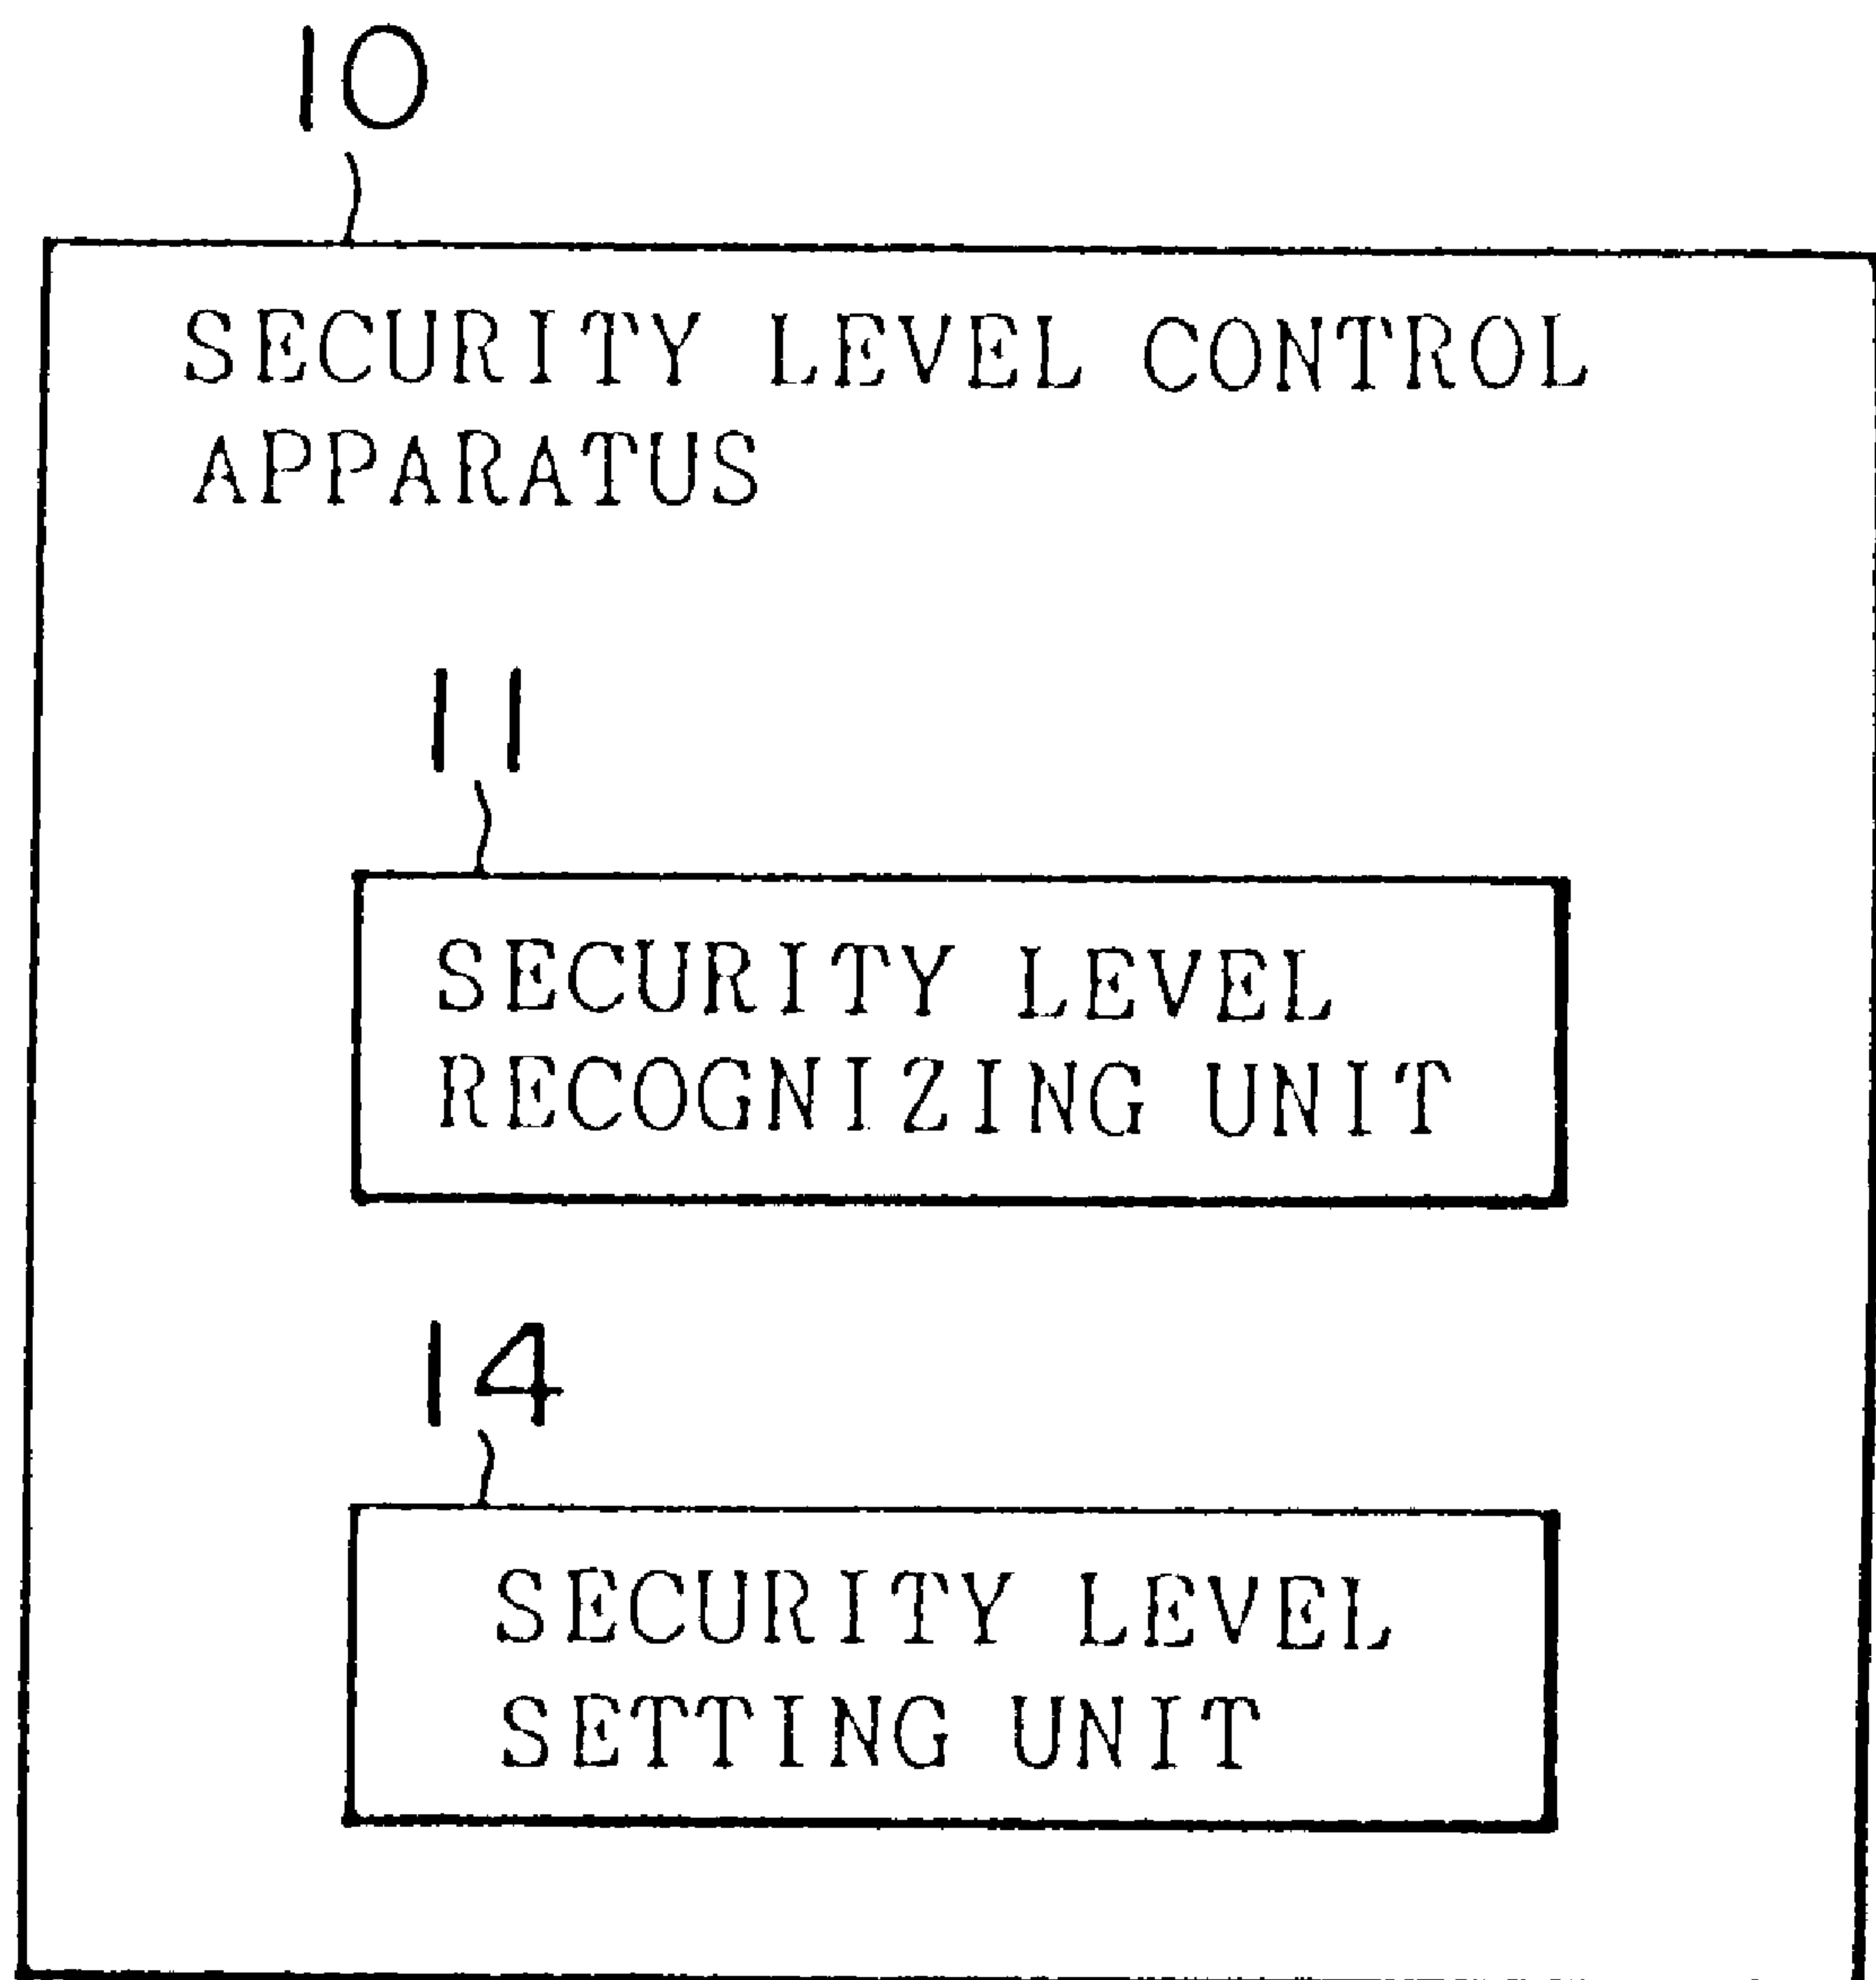 10
SECURITY LEVEL CONTROL
APPARATUS
11
SECURITY LEVEL
RECOGNIZING UNIT
14
SECURITY LEVEL
SETTING UNIT